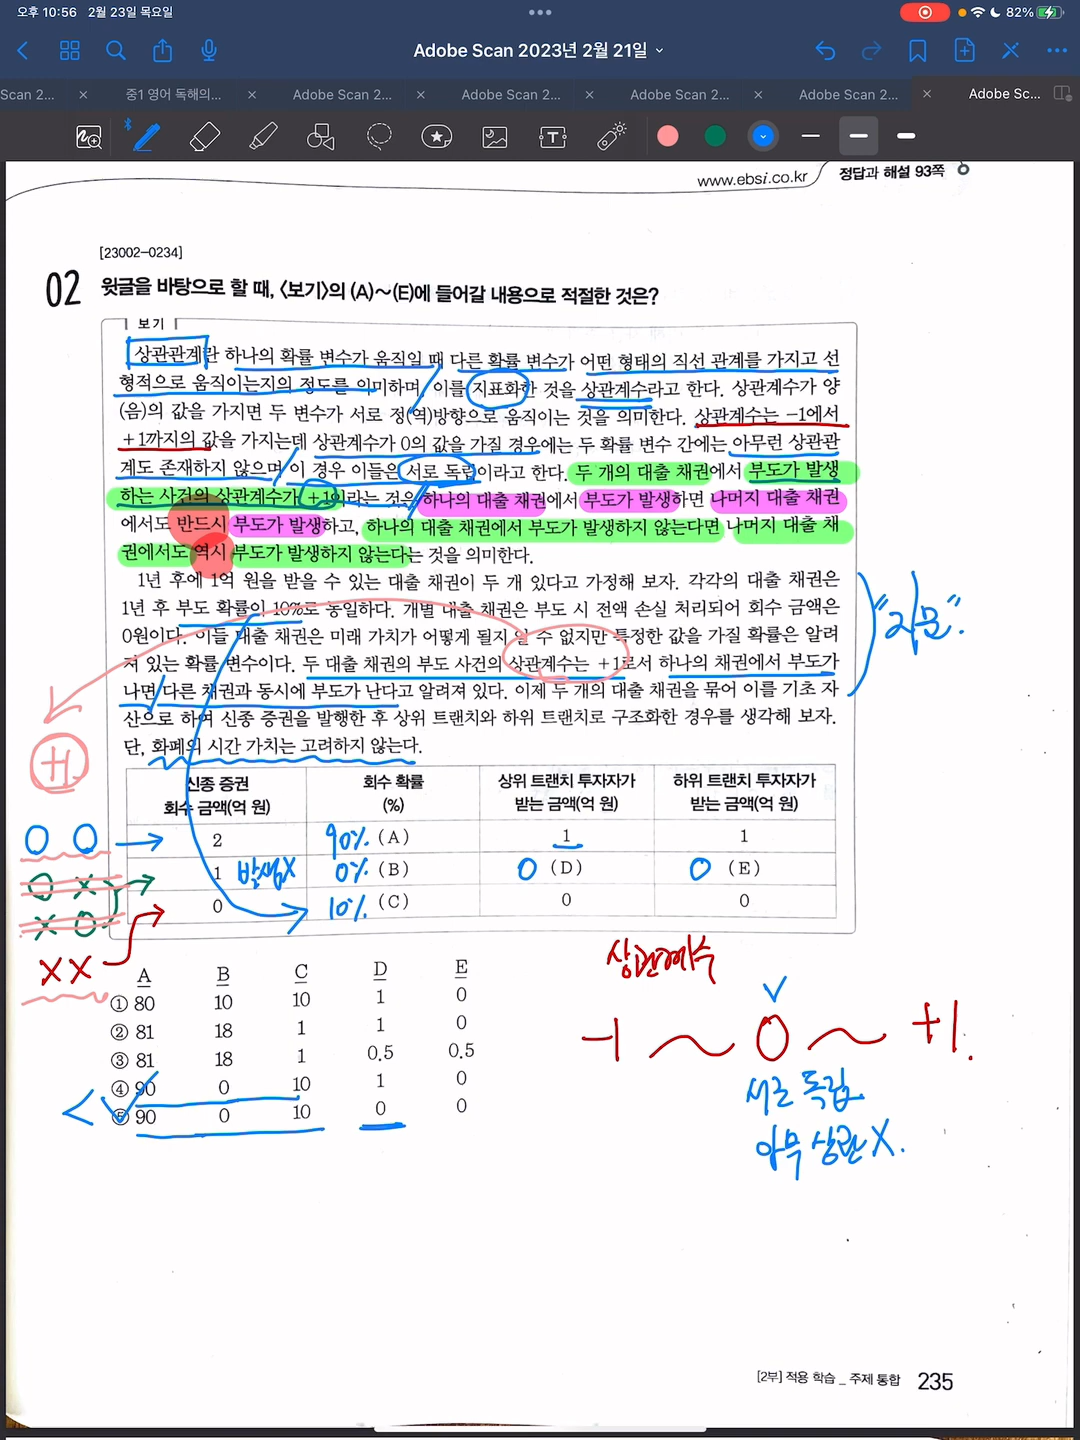 오후 10:56 2월 23일 목요일
82%
Adobe Scan 2023년 2월 21일
Scan 2...
중1 영어 독해의...
Adobe Scan 2...
Adobe Scan 2...
Adobe Scan 2...
Adobe Scan 2...
Adobe Sc...
www.ebsi.co.kr 정답과 해설 93쪽
[23002-0234]
02 윗글을 바탕으로 할 때, <보기>의 (A)~(E)에 들어갈 내용으로 적절한 것은?
보기
상관관계란 하나의 확률 변수가 움직일 때 다른 확률 변수가 어떤 형태의 직선 관계를 가지고 선
형적으로 움직이는지의 정도를 의미하며, 이를 지표화한 것을 상관계수라고 한다. 상관계수가 양
(음)의 값을 가지면 두 변수가 서로 정(역)방향으로 움직이는 것을 의미한다. 상관계수는 -1에서
+1까지의 값을 가지는데 상관계수가 0의 값을 가질 경우에는 두 확률 변수 간에는 아무런 상관관
계도 존재하지 않으며 이 경우 이들은 서로 독립이라고 한다. 두 개의 대출 채권에서 부도가 발생
하는 사건의 상관계수가 +1이라는 것은 하나의 대출 채권에서 부도가 발생하면 나머지 대출 채권
에서도 반드시 부도가 발생하고, 하나의 대출 채권에서 부도가 발생하지 않는다면 나머지 대출 채
권에서도 역시 부도가 발생하지 않는다는 것을 의미한다.
1년 후에 1억 원을 받을 수 있는 대출 채권이 두 개 있다고 가정해 보자. 각각의 대출 채권은
1년 후 부도 확률이 10%로 동일하다. 개별 대출 채권은 부도 시 전액 손실 처리되어 회수 금액은
0원이다. 이들 대출 채권은 미래 가치가 어떻게 될지 알 수 없지만 특정한 값을 가질 확률은 알려
져 있는 확률 변수이다. 두 대출 채권의 부도 사건의 상관계수는 +1로서 하나의 채권에서 부도가
나면 다른 채권과 동시에 부도가 난다고 알려져 있다. 이제 두 개의 대출 채권을 묶어 이를 기초 자
산으로 하여 신종 증권을 발행한 후 상위 트랜치와 하위 트랜치로 구조화한 경우를 생각해 보자.
단, 화폐의 시간 가치는 고려하지 않는다.
"지문".
+1
신종 증권 회수 확률 상위 트랜치 투자자가 하위 트랜치 투자자가
회수 금액(억 원) (%) 받는 금액(억 원) 받는 금액(억 원)
O O 2 90% (A) 1 1
O X 1 발생X 0% (B) 0 (D) 0 (E)
X O 0 10% (C) 0 0
X X
A B C D E
① 80 10 10 1 0
② 81 18 1 1 0
③ 81 18 1 0.5 0.5
④ 90 0 10 1 0
⑤ 90 0 10 0 0
상관계수
-1 ~ 0 ~ +1.
서로 독립
아무 상관 X.
[2부] 적용 학습 _ 주제 통합 235